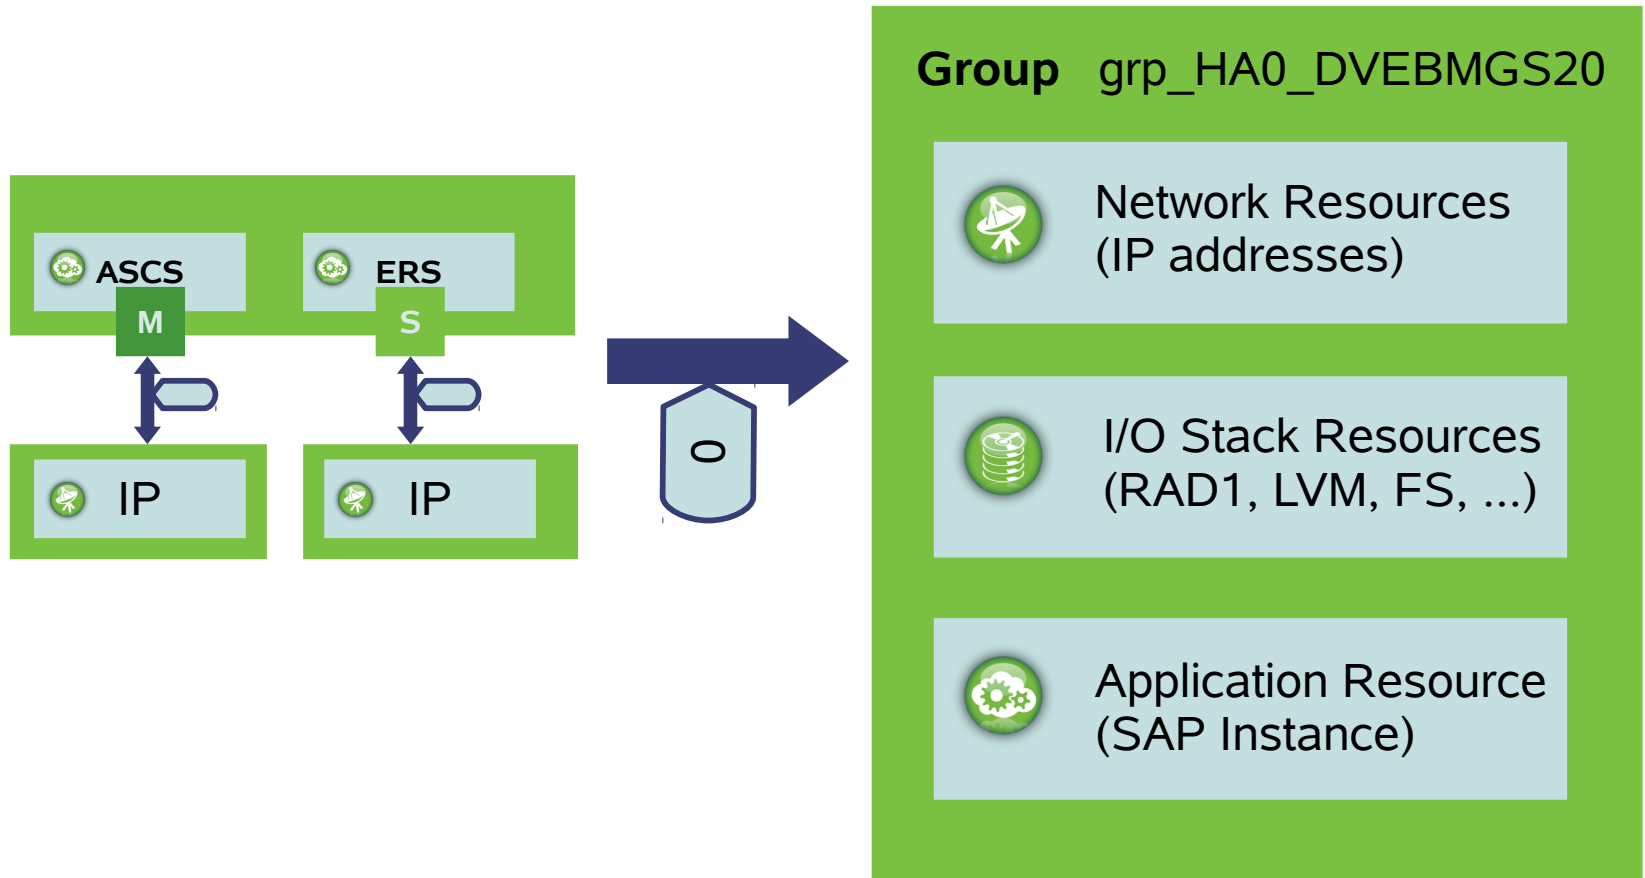 ASCS
M
ERS
S
IP
IP
0
Group grp_HA0_DVEBMGS20
Network Resources
(IP addresses)
I/O Stack Resources
(RAD1, LVM, FS, ...)
Application Resource
(SAP Instance)